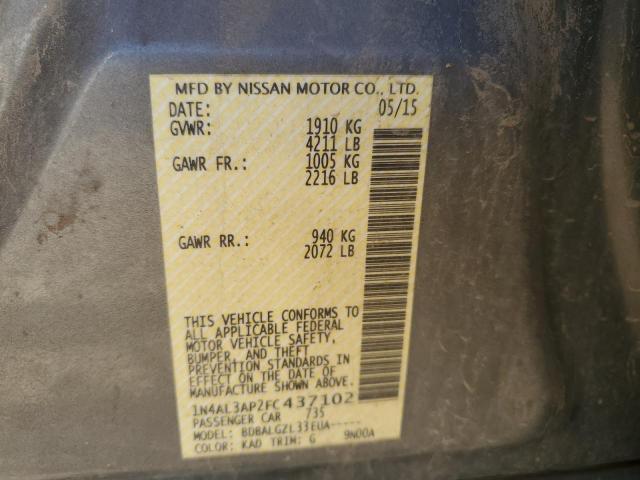 MFD BY NISSAN MOTOR CO., LTD.
DATE: 05/15
GVWR: 1910 KG
4211 LB
GAWR FR.: 1005 KG
2216 LB
GAWR RR.: 940 KG
2072 LB
THIS VEHICLE CONFORMS TO
ALL APPLICABLE FEDERAL
MOTOR VEHICLE SAFETY,
BUMPER, AND THEFT
PREVENTION STANDARDS IN
EFFECT ON THE DATE OF
MANUFACTURE SHOWN ABOVE.
1N4AL3AP2FC437102
PASSENGER CAR 735
MODEL: BDBALGZL33EUA-----
COLOR: KAD TRIM: G 9N00A